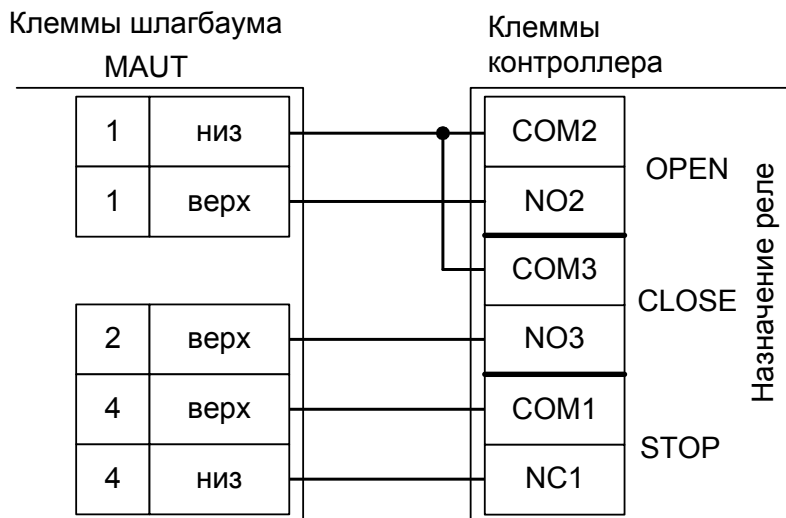 Клеммы шлагбаума
MAUT
Клеммы
контроллера
1 низ
COM2
1 верх
NO2
OPEN
COM3
2 верх
NO3
CLOSE
4 верх
COM1
4 низ
NC1
STOP
Назначение реле